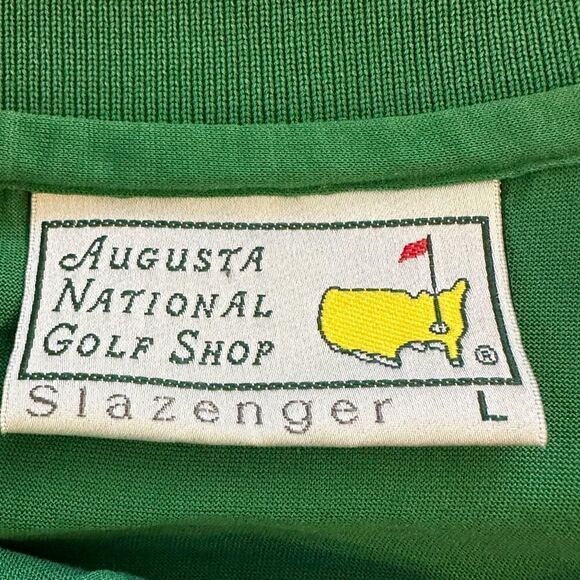 AUGUSTA
NATIONAL
GOLF SHOP
®
Slazenger L